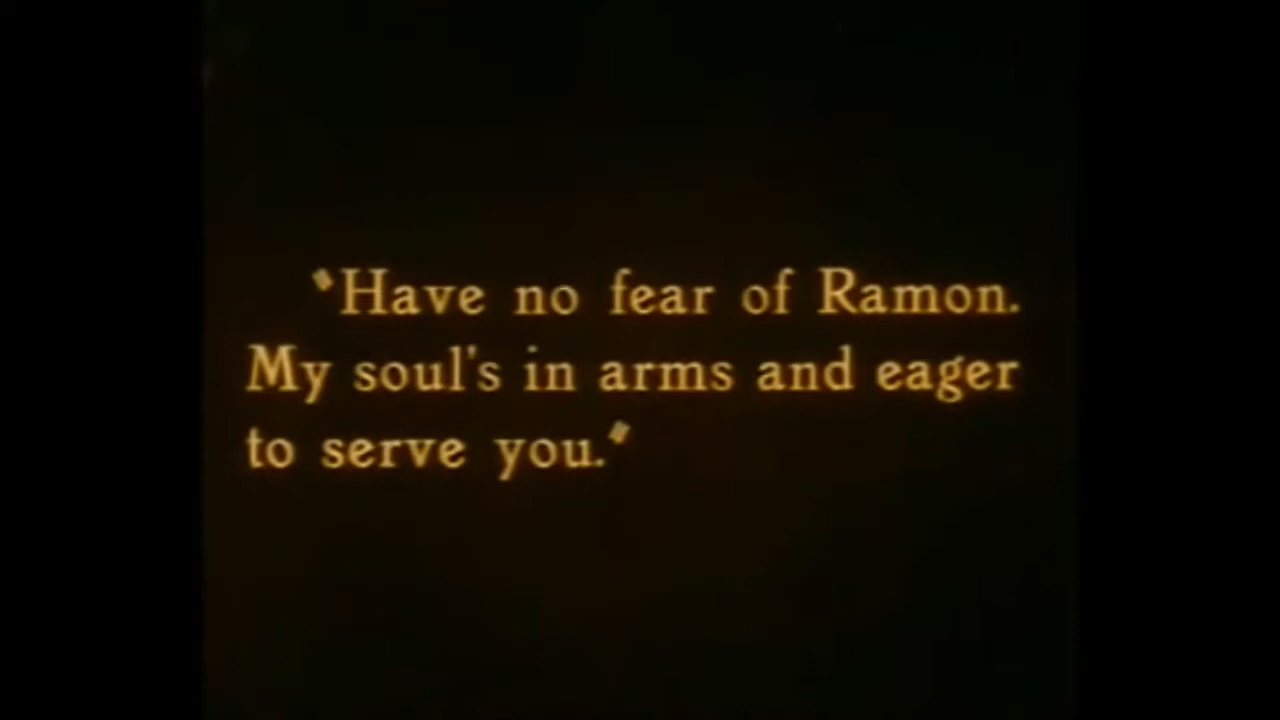 "Have no fear of Ramon.
My soul's in arms and eager
to serve you."